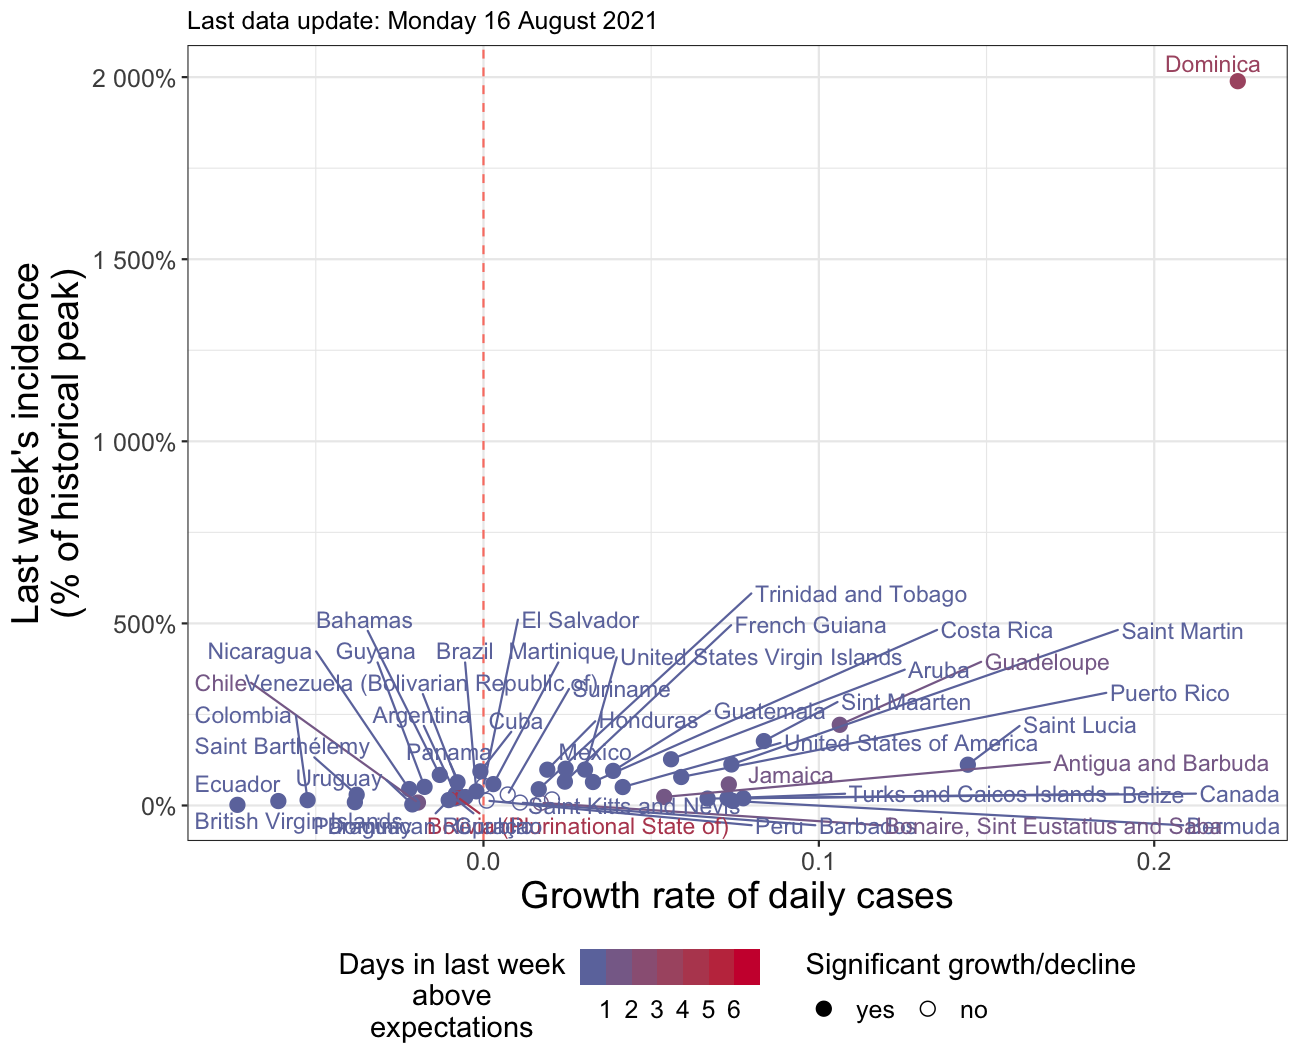 Last data update: Monday 16 August 2021
Last week's incidence
(% of historical peak)
2 000%
1 500%
1 000%
500%
0%
Dominica
Trinidad and Tobago
Bahamas
El Salvador
French Guiana
Costa Rica
Saint Martin
Nicaragua
Guyana
Brazil
Martinique
United States Virgin Islands
Aruba
Guadeloupe
Chile
Venezuela (Bolivarian Republic of)
Suriname
Puerto Rico
Sint Maarten
Colombia
Argentina
Cuba
Honduras
Guatemala
Saint Lucia
Saint Barthélemy
Panama
Mexico
United States of America
Antigua and Barbuda
Ecuador
Uruguay
Jamaica
Saint Kitts and Nevis
Turks and Caicos Islands
Belize
Canada
British Virgin Islands
Paraguay
Bolivia (Plurinational State of)
Peru
Barbados
Bonaire, Sint Eustatius and Saba
Bermuda
0.0
0.1
0.2
Growth rate of daily cases
Days in last week
above
expectations
1 2 3 4 5 6
Significant growth/decline
yes
no